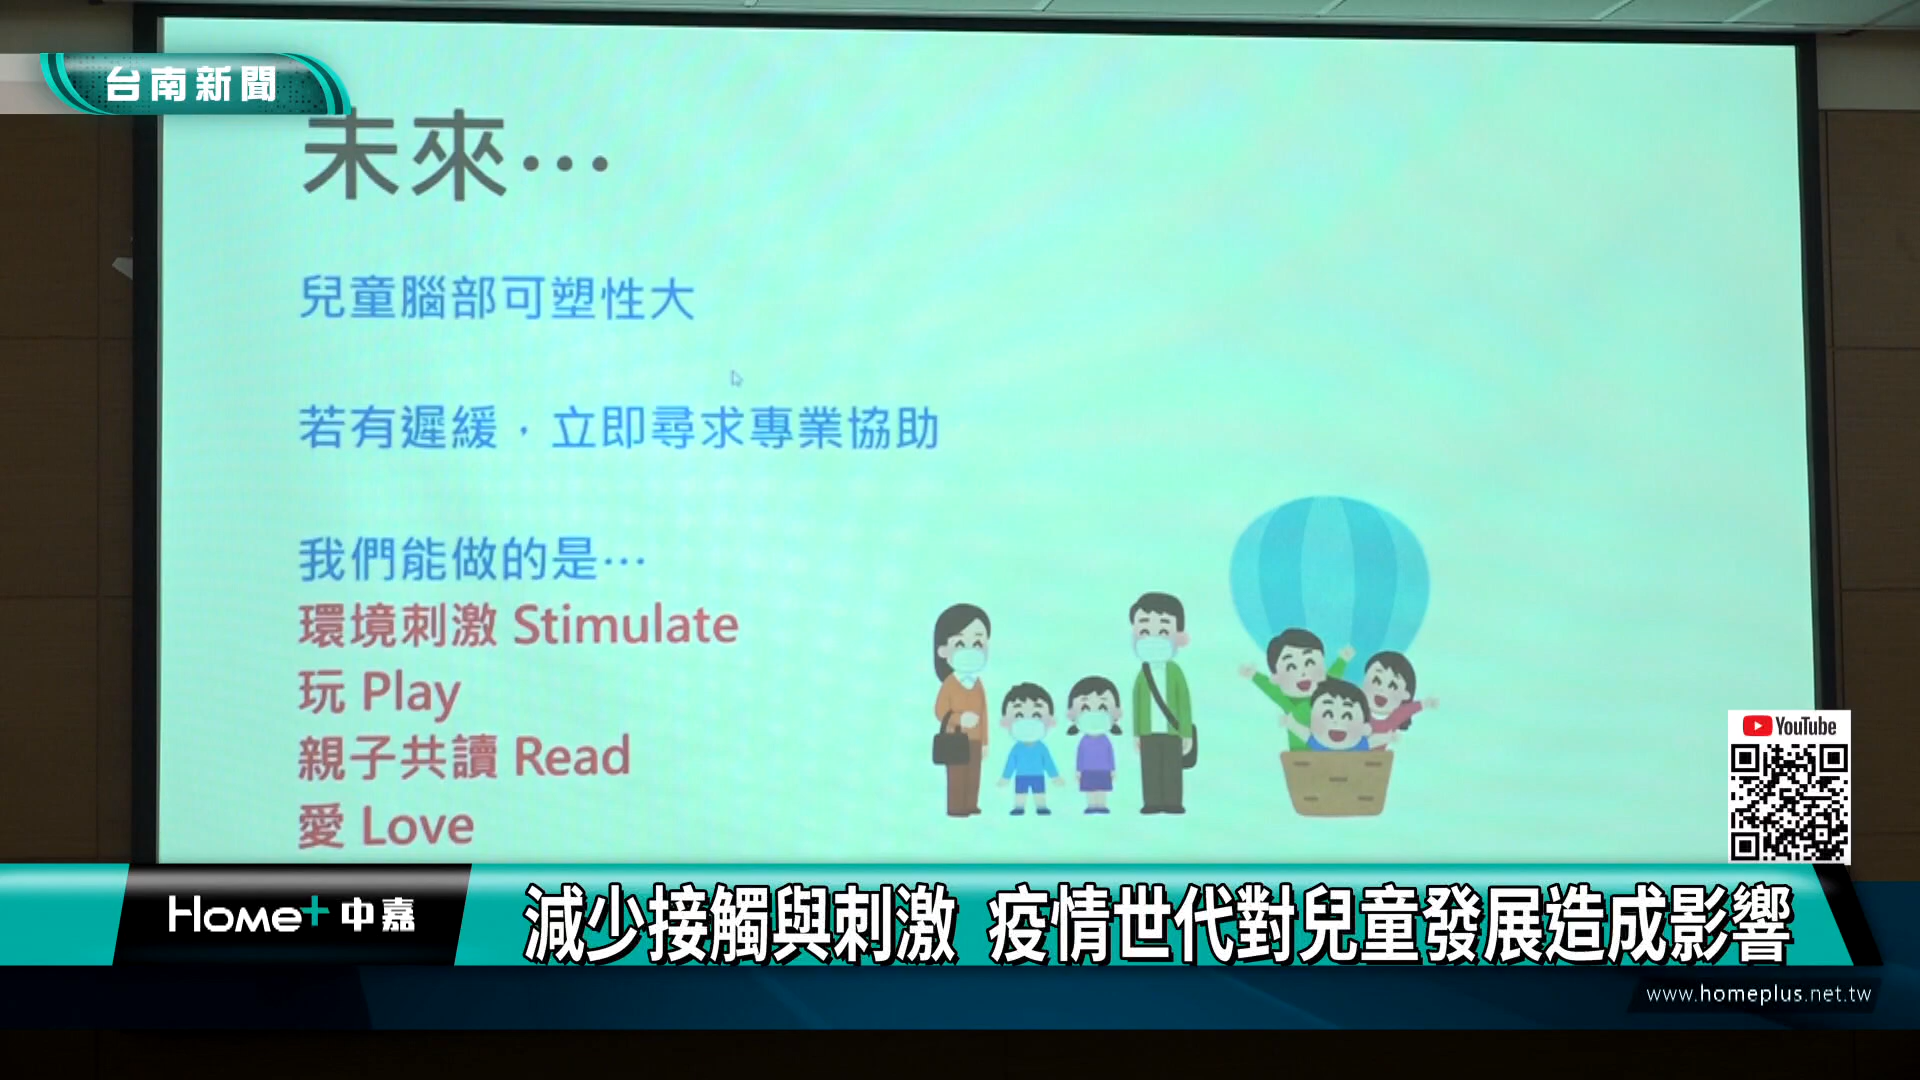 台南新聞
未來…
兒童腦部可塑性大
若有遲緩，立即尋求專業協助
我們能做的是…
環境刺激 Stimulate
玩 Play
親子共讀 Read
愛 Love
YouTube
Home+中嘉
減少接觸與刺激 疫情世代對兒童發展造成影響
www.homeplus.net.tw